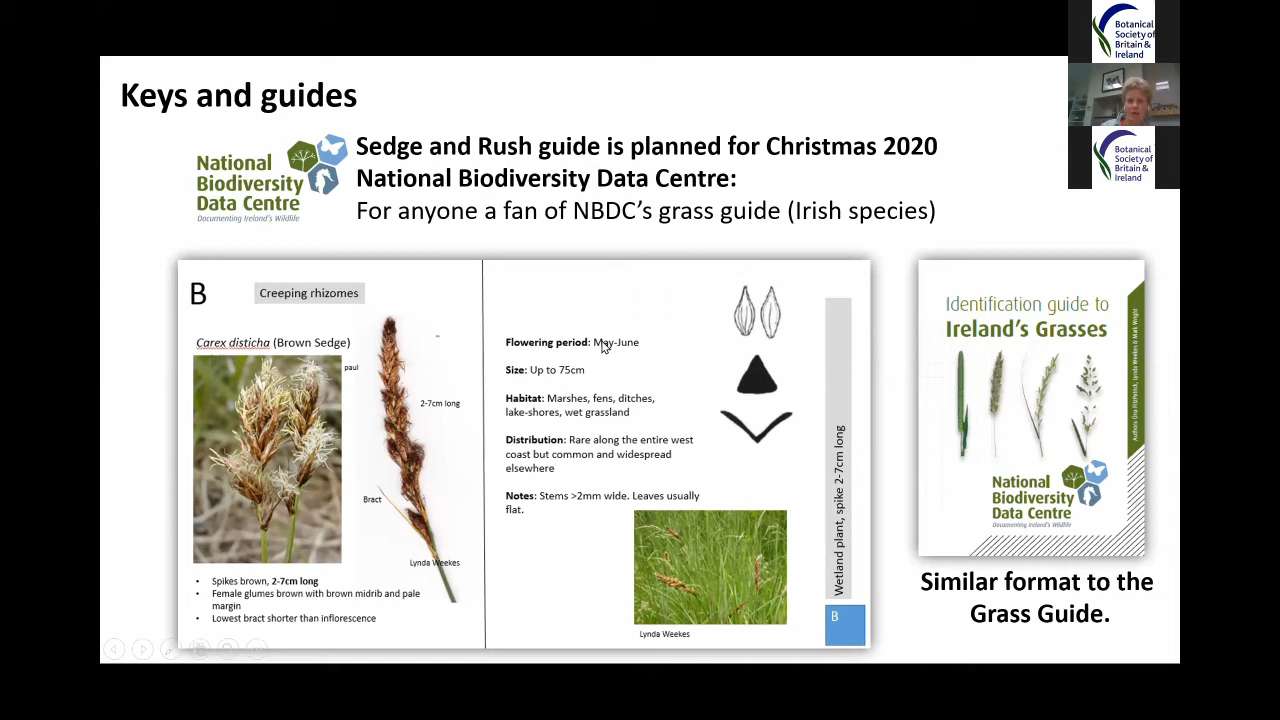 Botanical
Society of
Britain &
Ireland
Botanical
Society of
Britain &
Ireland
Keys and guides
National
Biodiversity
Data Centre
Documenting Ireland's Wildlife
Sedge and Rush guide is planned for Christmas 2020
National Biodiversity Data Centre:
For anyone a fan of NBDC's grass guide (Irish species)
B
Creeping rhizomes
Carex disticha (Brown Sedge)
paul
2-7cm long
Bract
Lynda Weekes
• Spikes brown, 2-7cm long
• Female glumes brown with brown midrib and pale
margin
• Lowest bract shorter than inflorescence
Flowering period: May-June
Size: Up to 75cm
Habitat: Marshes, fens, ditches,
lake-shores, wet grassland
Distribution: Rare along the entire west
coast but common and widespread
elsewhere
Notes: Stems >2mm wide. Leaves usually
flat.
Lynda Weekes
Wetland plant, spike 2-7cm long
B
Identification guide to
Ireland's Grasses
Authors: Úna FitzPatrick, Lynda Weekes & Mark Wright
National
Biodiversity
Data Centre
Documenting Ireland's Wildlife
Similar format to the
Grass Guide.